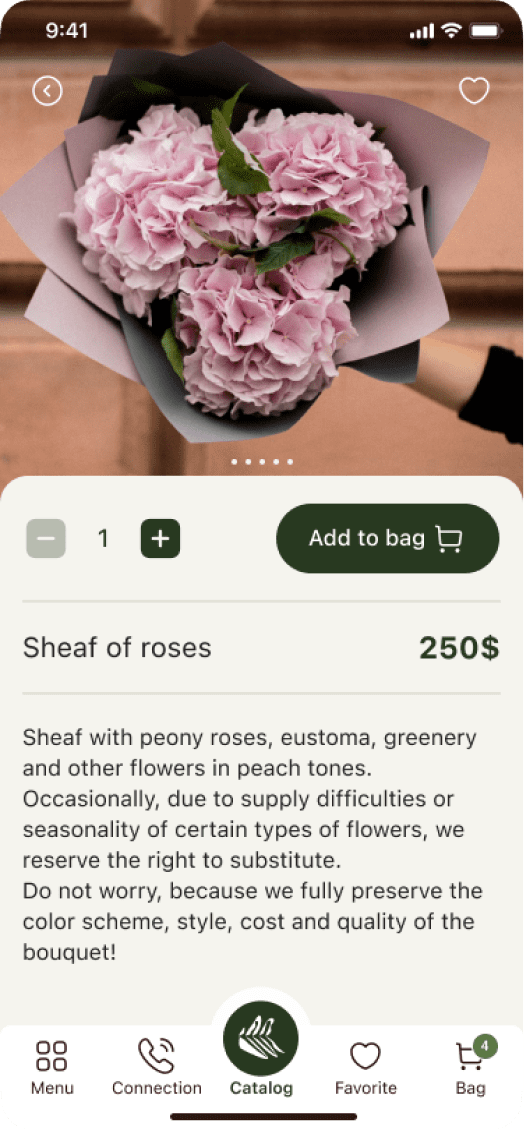 9:41
1
Add to bag
Sheaf of roses
250$
Sheaf with peony roses, eustoma, greenery
and other flowers in peach tones.
Occasionally, due to supply difficulties or
seasonality of certain types of flowers, we
reserve the right to substitute.
Do not worry, because we fully preserve the
color scheme, style, cost and quality of the
bouquet!
4
Menu
Connection
Catalog
Favorite
Bag